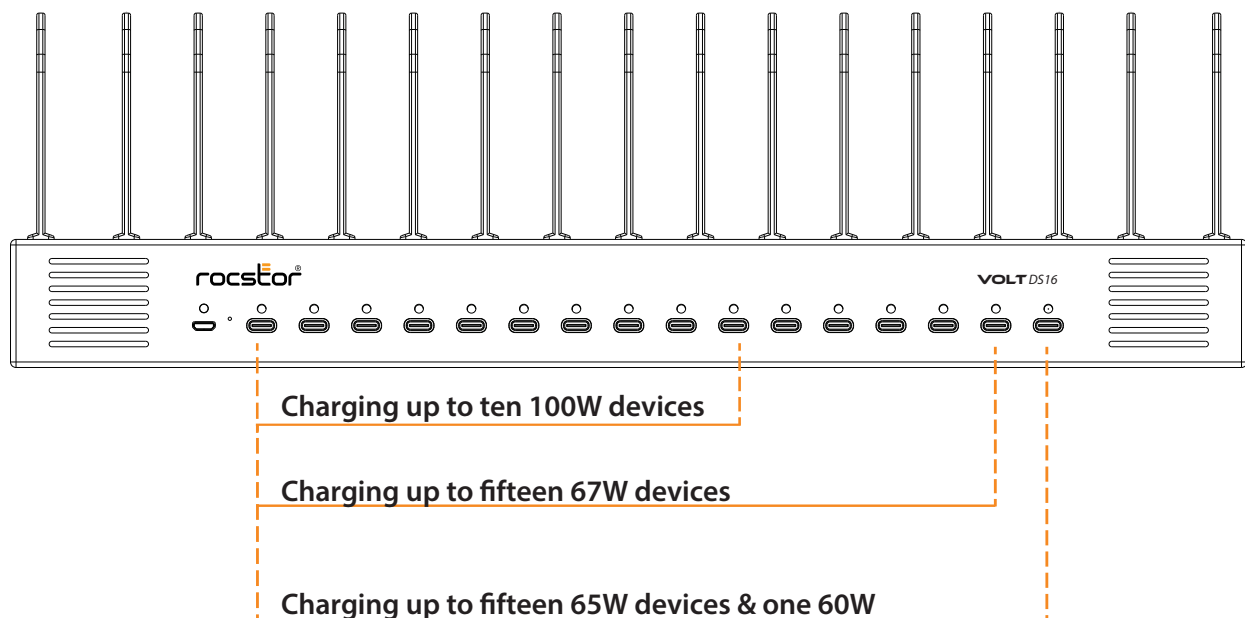 rocstor®
VOLT DS16
Charging up to ten 100W devices
Charging up to fifteen 67W devices
Charging up to fifteen 65W devices & one 60W